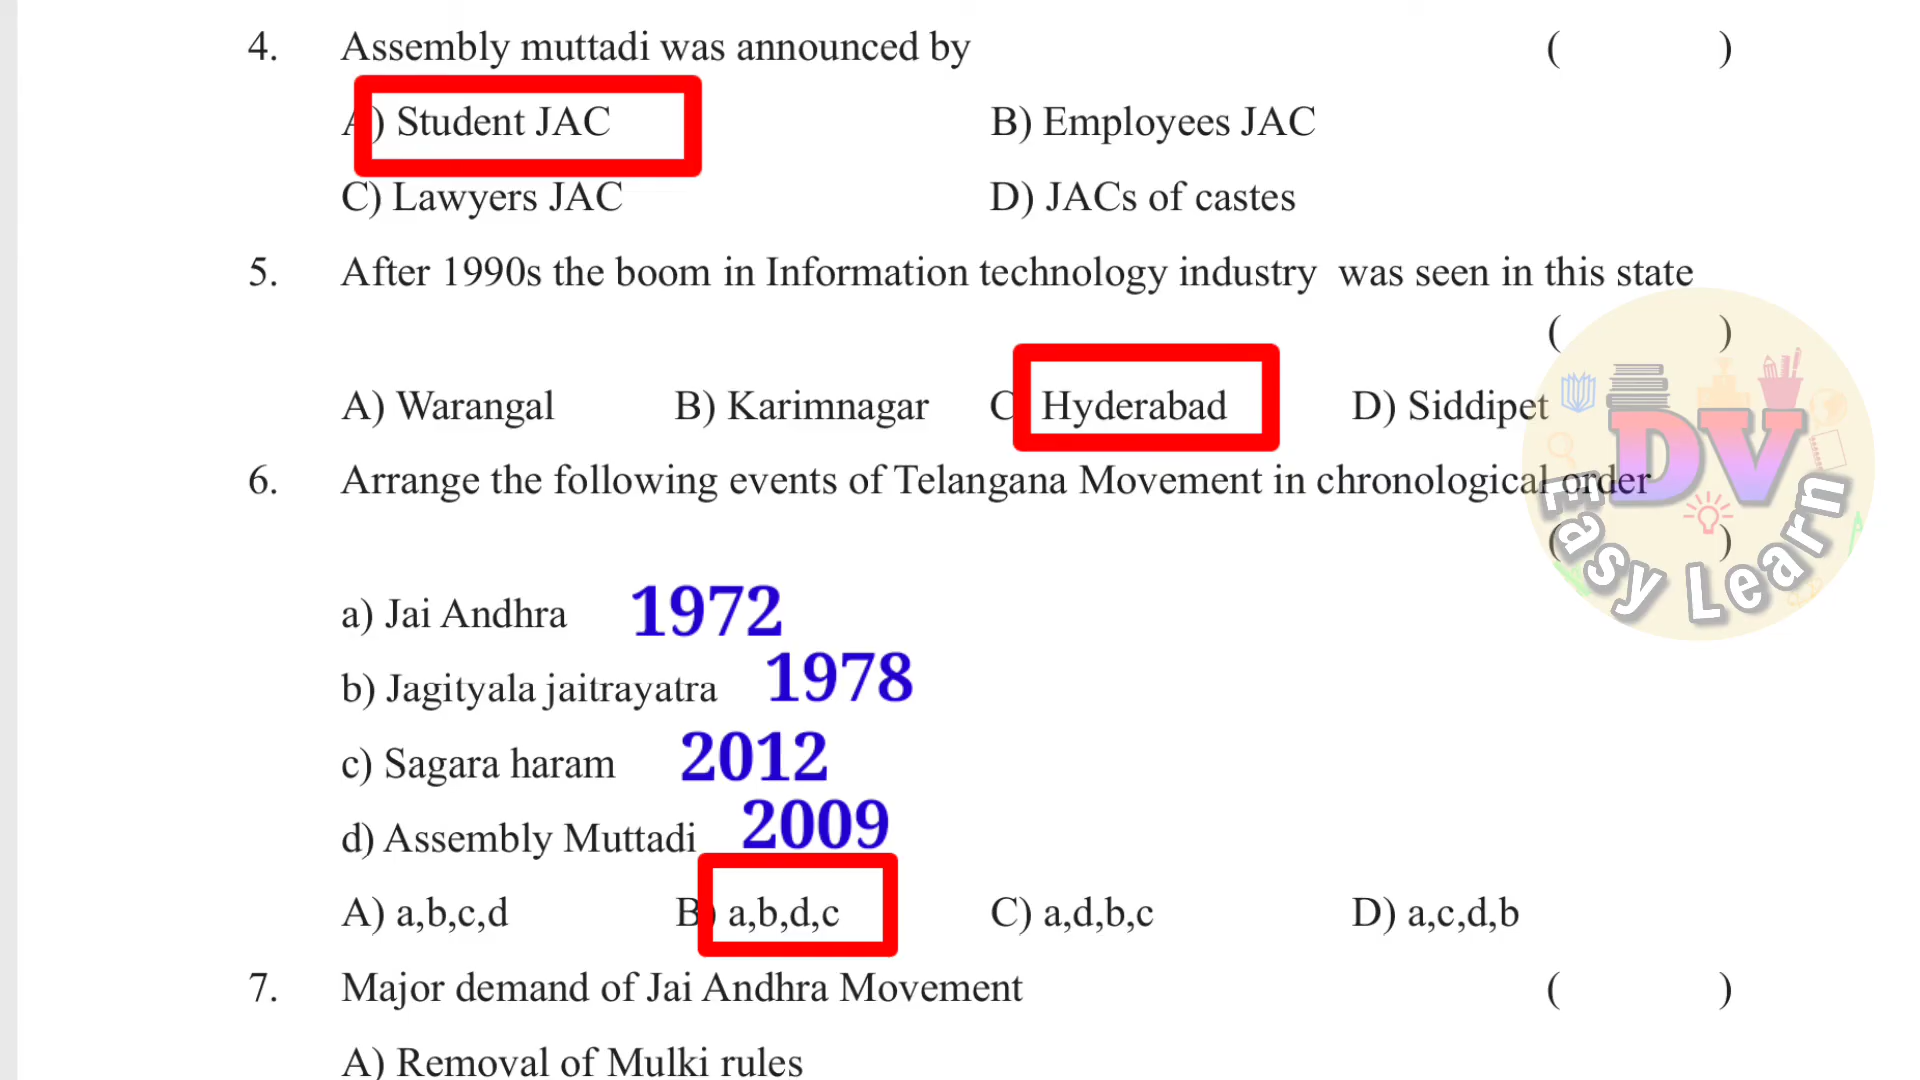 4. Assembly muttadi was announced by ( )
A) Student JAC B) Employees JAC
C) Lawyers JAC D) JACs of castes
5. After 1990s the boom in Information technology industry was seen in this state
( )
A) Warangal B) Karimnagar C Hyderabad D) Siddipet
6. Arrange the following events of Telangana Movement in chronological order
( )
a) Jai Andhra 1972
b) Jagityala jaitrayatra 1978
c) Sagara haram 2012
d) Assembly Muttadi 2009
A) a,b,c,d B) a,b,d,c C) a,d,b,c D) a,c,d,b
7. Major demand of Jai Andhra Movement ( )
A) Removal of Mulki rules
DV
Easy Learn